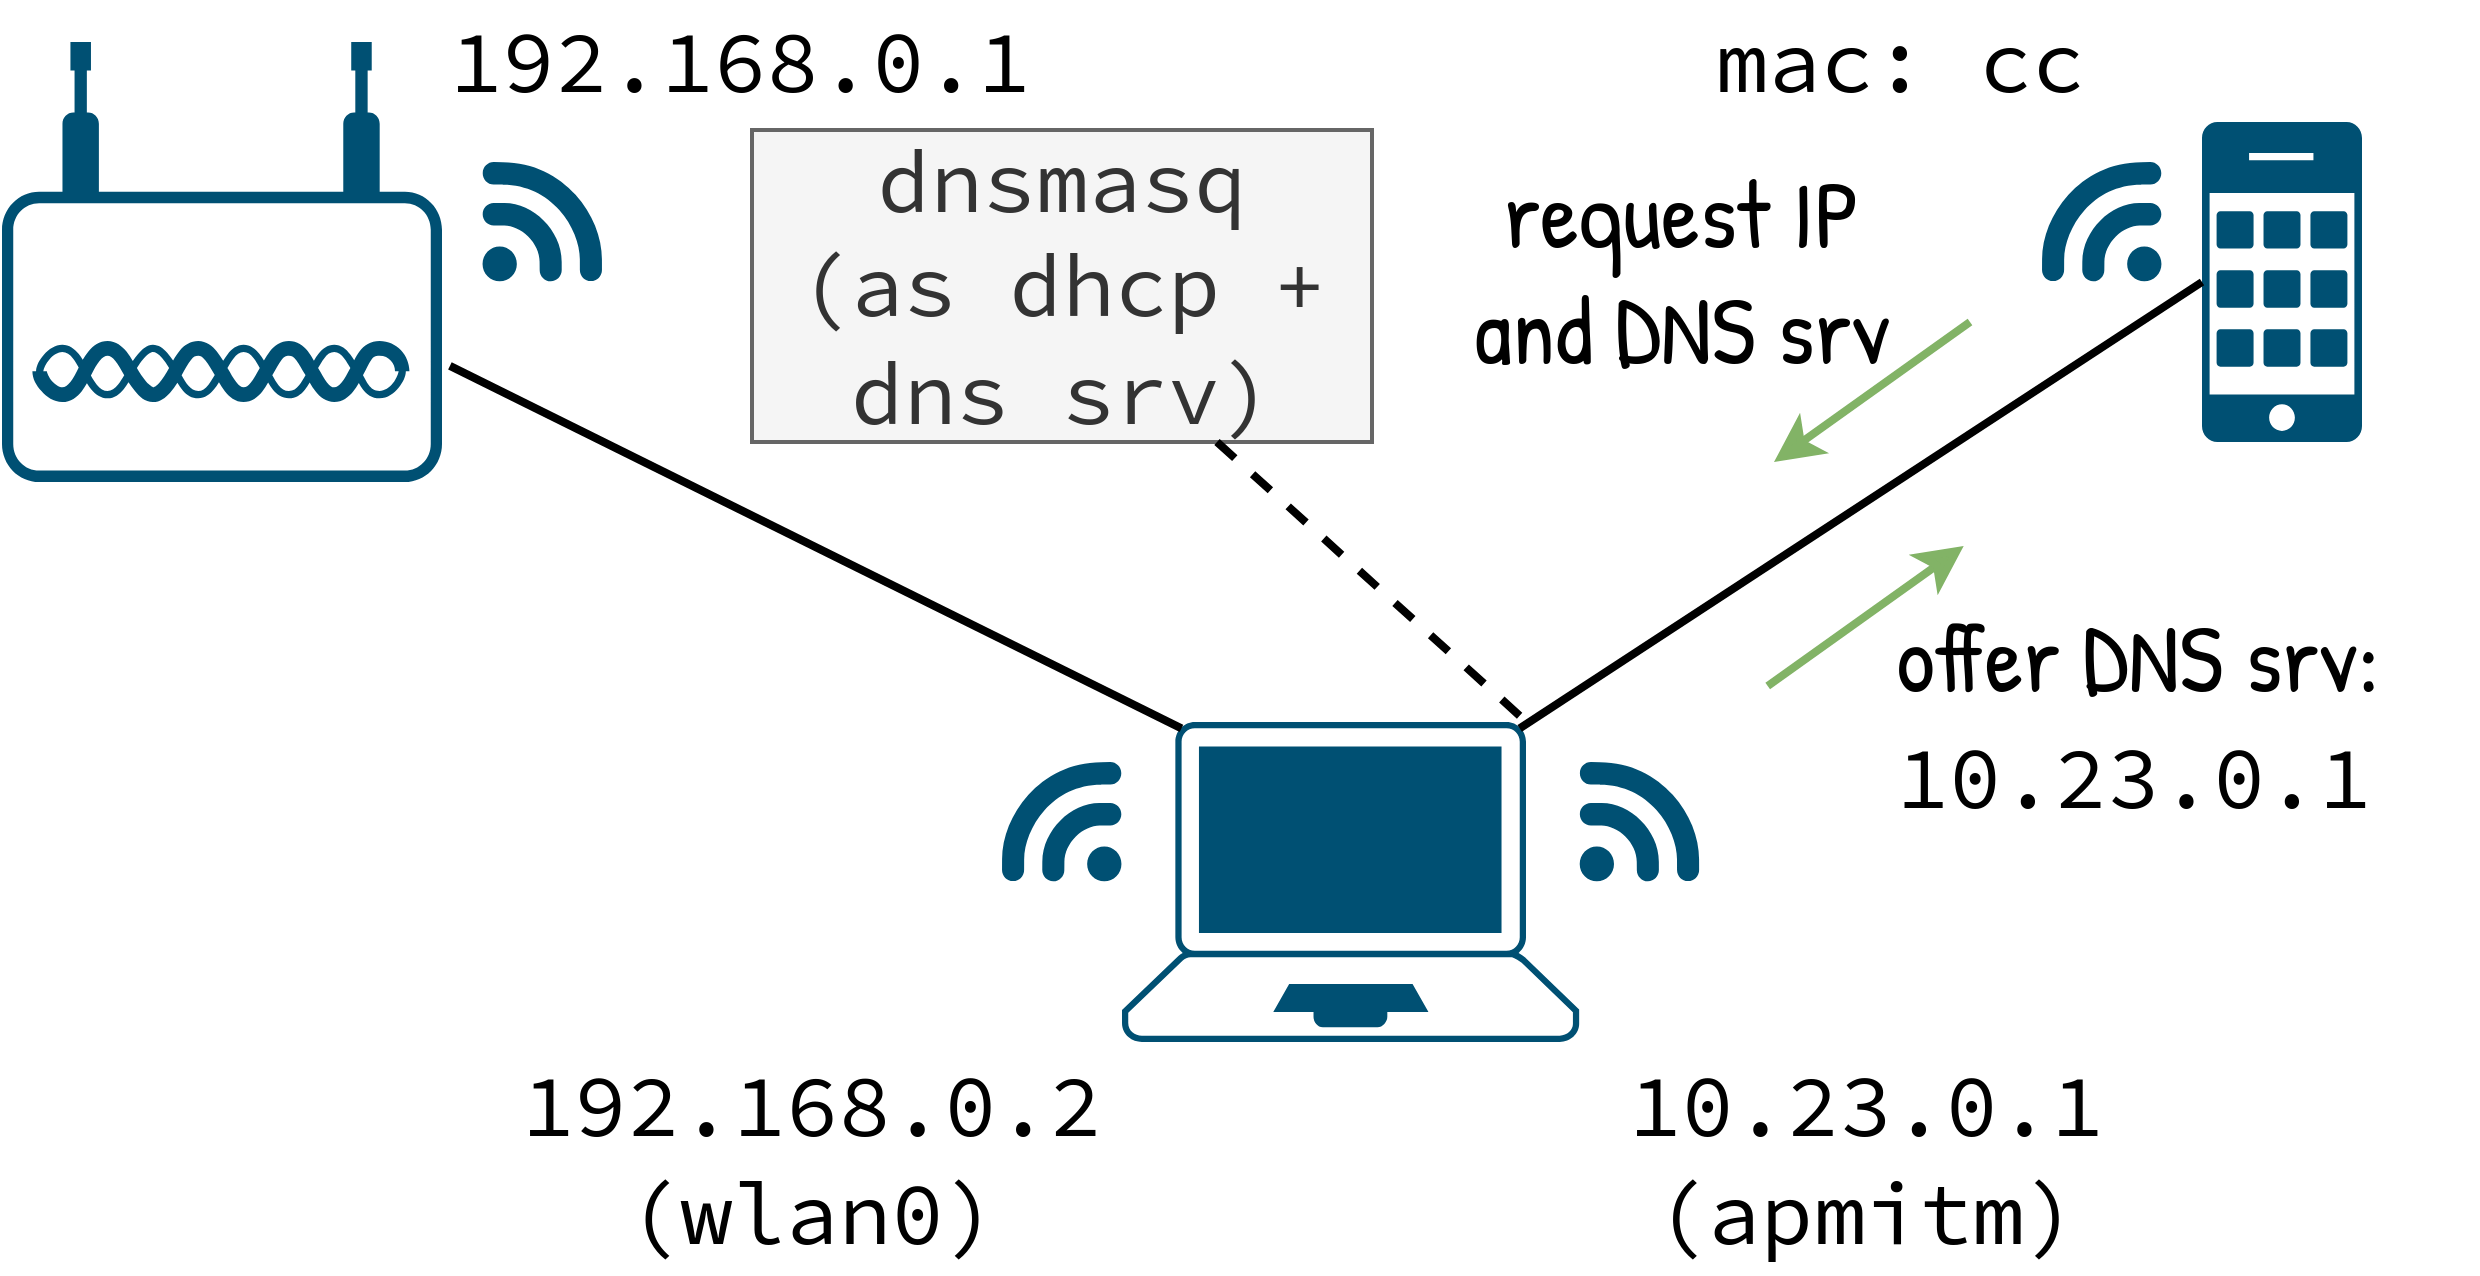 192.168.0.1
mac: cc
dnsmasq
(as dhcp +
dns srv)
request IP
and DNS srv
offer DNS srv:
10.23.0.1
192.168.0.2
(wlan0)
10.23.0.1
(apmitm)